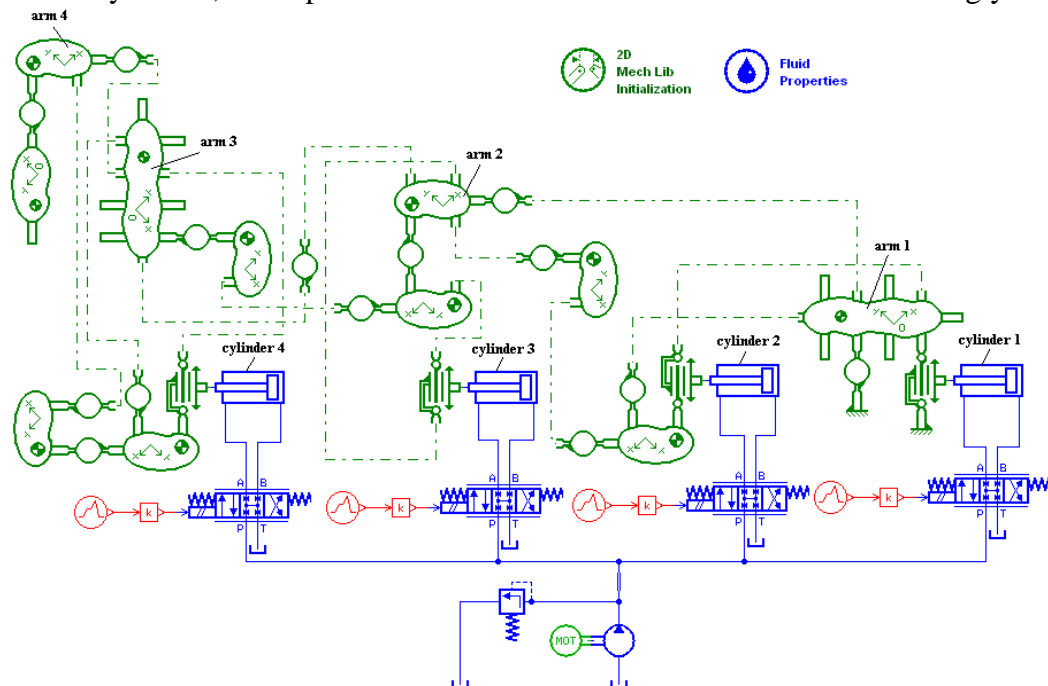 arm 4
2D
Mech Lib
Initialization
Fluid
Properties
arm 3
arm 2
arm 1
cylinder 4
cylinder 3
cylinder 2
cylinder 1
A B
A B
A B
A B
k
k
k
k
P T
P T
P T
P T
MOT